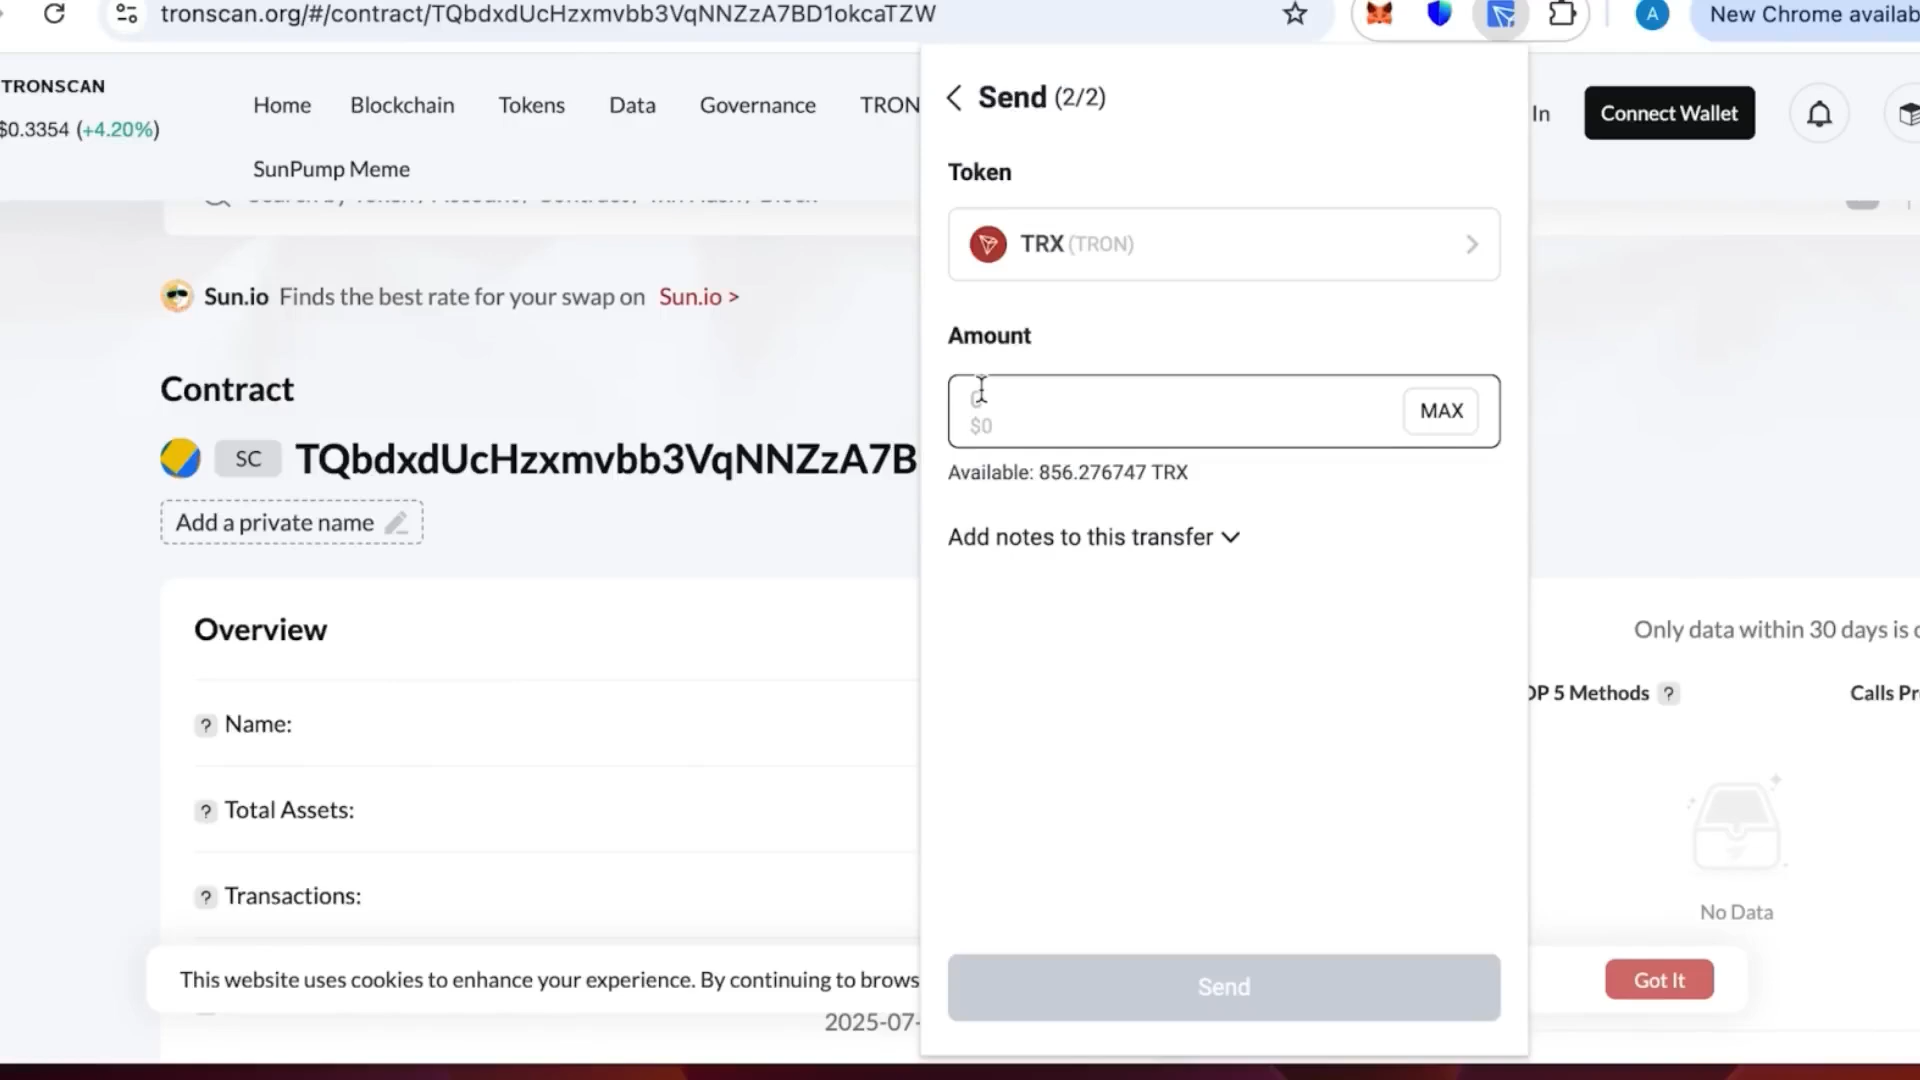 tronscan.org/#/contract/TQbdxdUcHzxmvbb3VqNNZzA7BD1okcaTZW
A
New Chrome availab
TRONSCAN
$0.3354 (+4.20%)
Home
Blockchain
Tokens
Data
Governance
TRON
SunPump Meme
In
Connect Wallet
Sun.io Finds the best rate for your swap on Sun.io >
Contract
SC
TQbdxdUcHzxmvbb3VqNNZzA7B
Add a private name
Overview
? Name:
? Total Assets:
? Transactions:
This website uses cookies to enhance your experience. By continuing to brows
2025-07-
Send (2/2)
Token
TRX (TRON)
Amount
0
$0
MAX
Available: 856.276747 TRX
Add notes to this transfer
Send
Only data within 30 days is
OP 5 Methods ?
Calls Pr
No Data
Got It